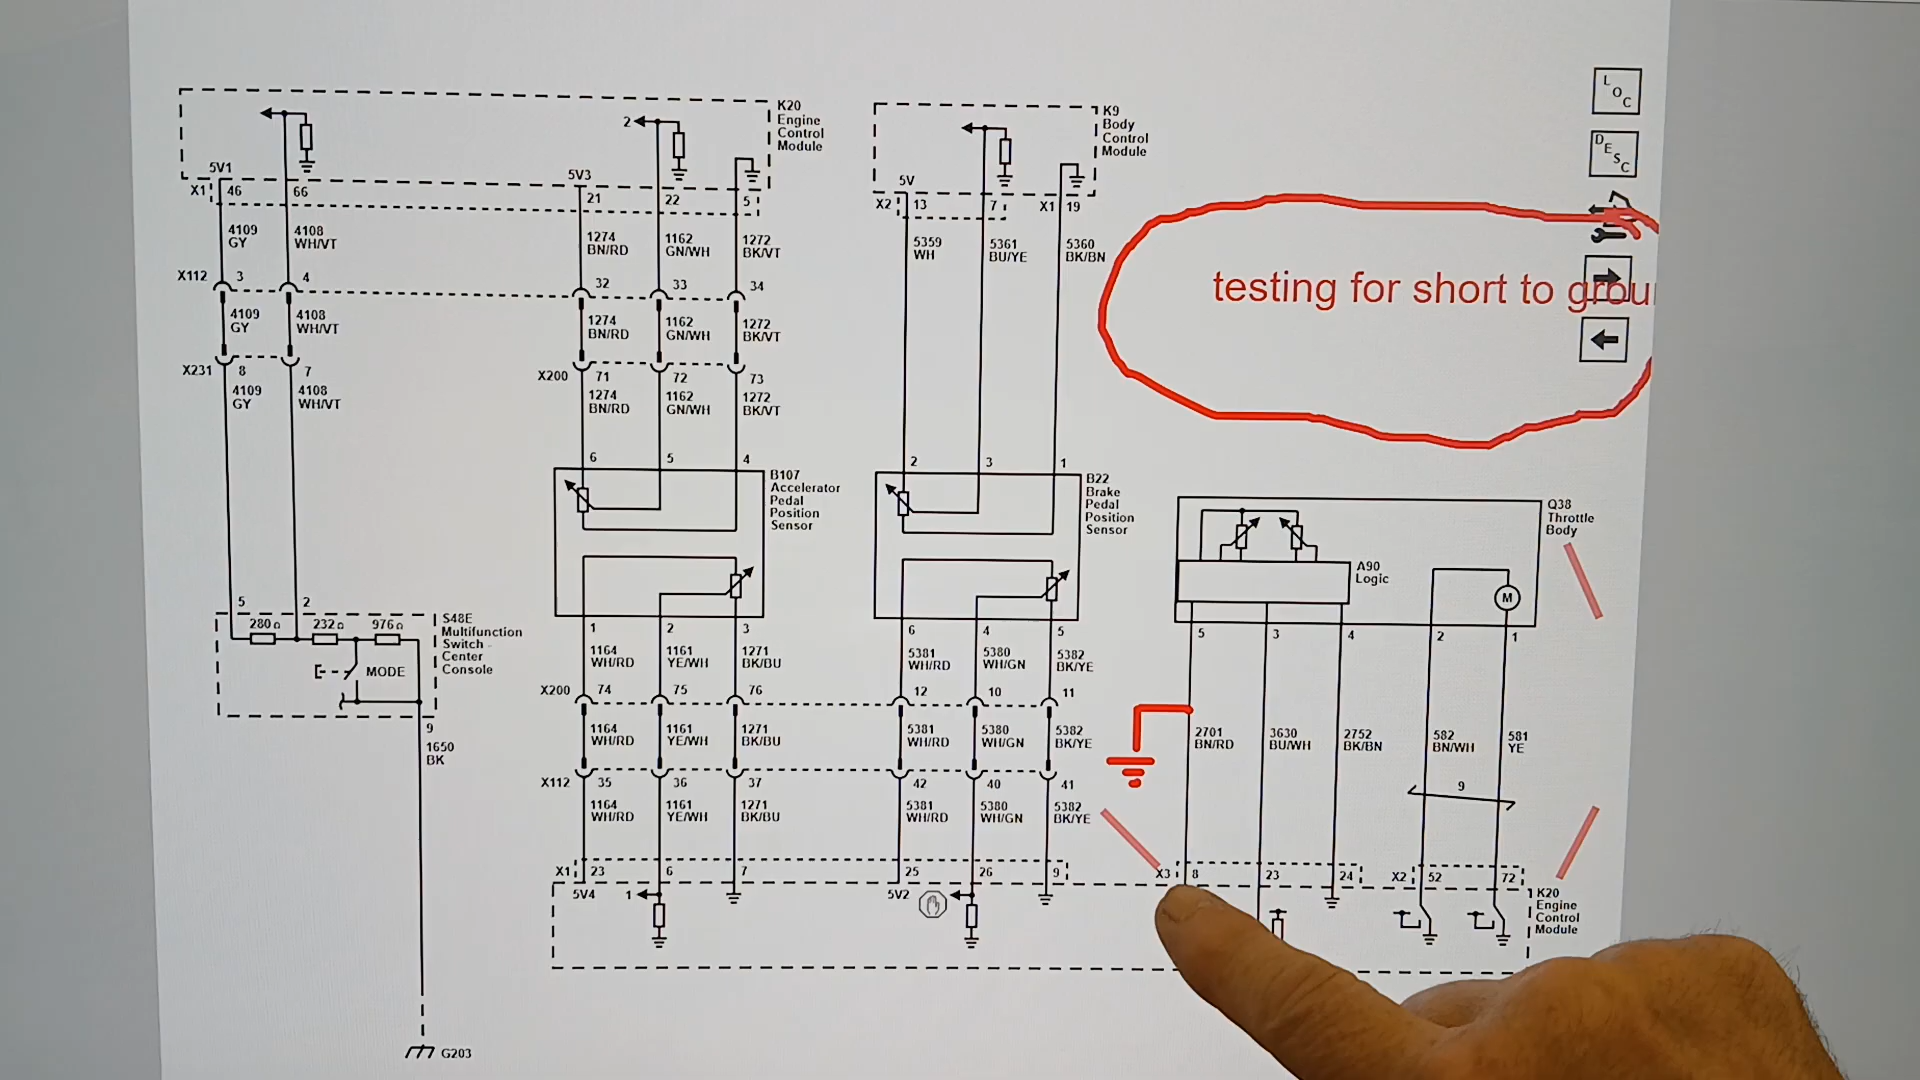 K20
Engine
Control
Module
K9
Body
Control
Module
LOC
DESC
2
5V1
5V3
5V
X1 46 66 21 22 5
X2 13 7 X1 19
4109
GY
4108
WH/VT
1274
BN/RD
1162
GN/WH
1272
BK/VT
5359
WH
5361
BU/YE
5360
BK/BN
testing for short to grou
X112 3 4 32 33 34
4109
GY
4108
WH/VT
1274
BN/RD
1162
GN/WH
1272
BK/VT
X231 8 7
X200 71 72 73
4109
GY
4108
WH/VT
1274
BN/RD
1162
GN/WH
1272
BK/VT
6 5 4
2 3 1
B107
Accelerator
Pedal
Position
Sensor
B22
Brake
Pedal
Position
Sensor
Q38
Throttle
Body
A90
Logic
M
5 2
280Ω 232Ω 976Ω
MODE
S48E
Multifunction
Switch -
Center
Console
9
1650
BK
G203
1 2 3
6 4 5
5 3 4 2 1
1164
WH/RD
1161
YE/WH
1271
BK/BU
5381
WH/RD
5380
WH/GN
5382
BK/YE
X200 74 75 76 12 10 11
1164
WH/RD
1161
YE/WH
1271
BK/BU
5381
WH/RD
5380
WH/GN
5382
BK/YE
2701
BN/RD
3630
BU/WH
2752
BK/BN
582
BN/WH
581
YE
9
X112 35 36 37 42 40 41
1164
WH/RD
1161
YE/WH
1271
BK/BU
5381
WH/RD
5380
WH/GN
5382
BK/YE
X1 23 6 7 25 26 9
X3 8 23 24 X2 52 72
5V4 1 5V2
K20
Engine
Control
Module